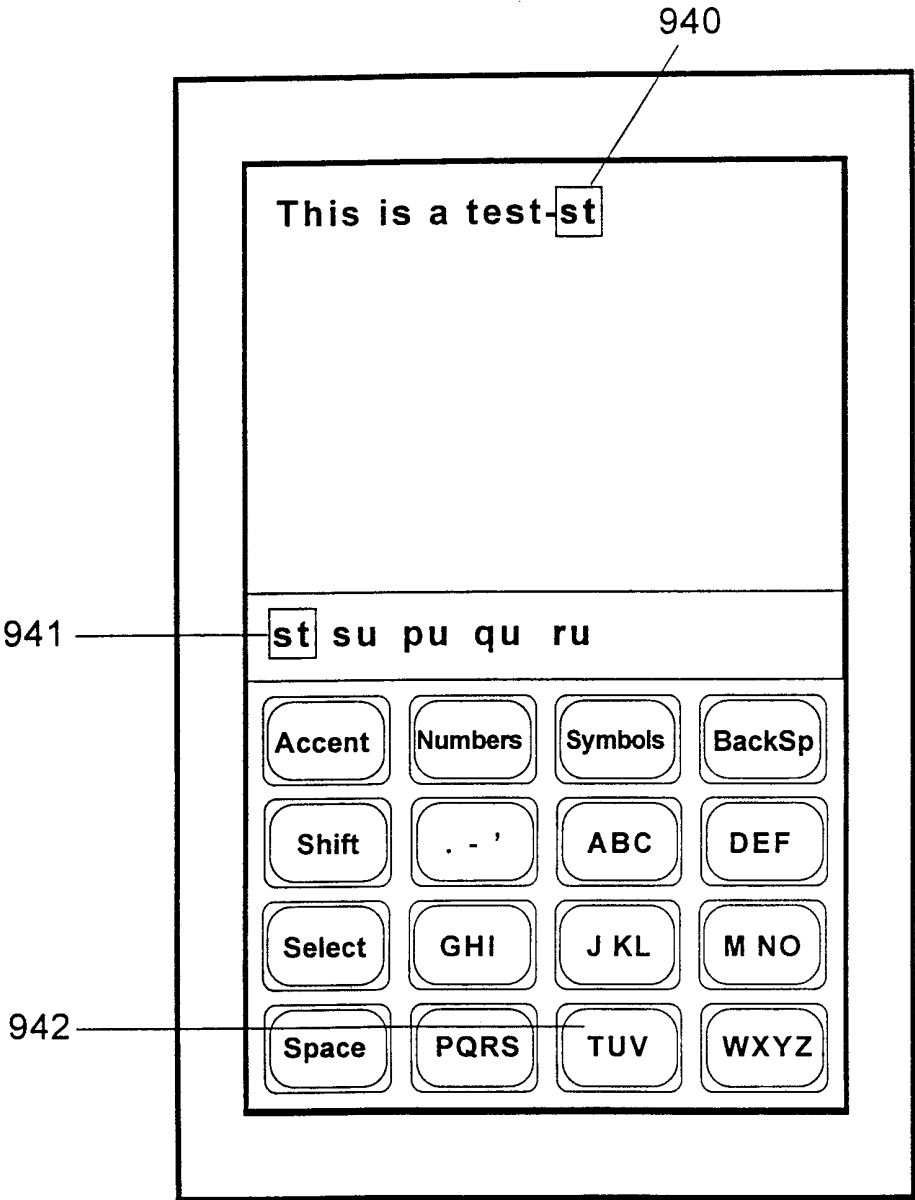 940
This is a test-st
941
st su pu qu ru
Accent Numbers Symbols BackSp
Shift . - ’ ABC DEF
Select GHI J KL M NO
942
Space PQRS TUV WXYZ